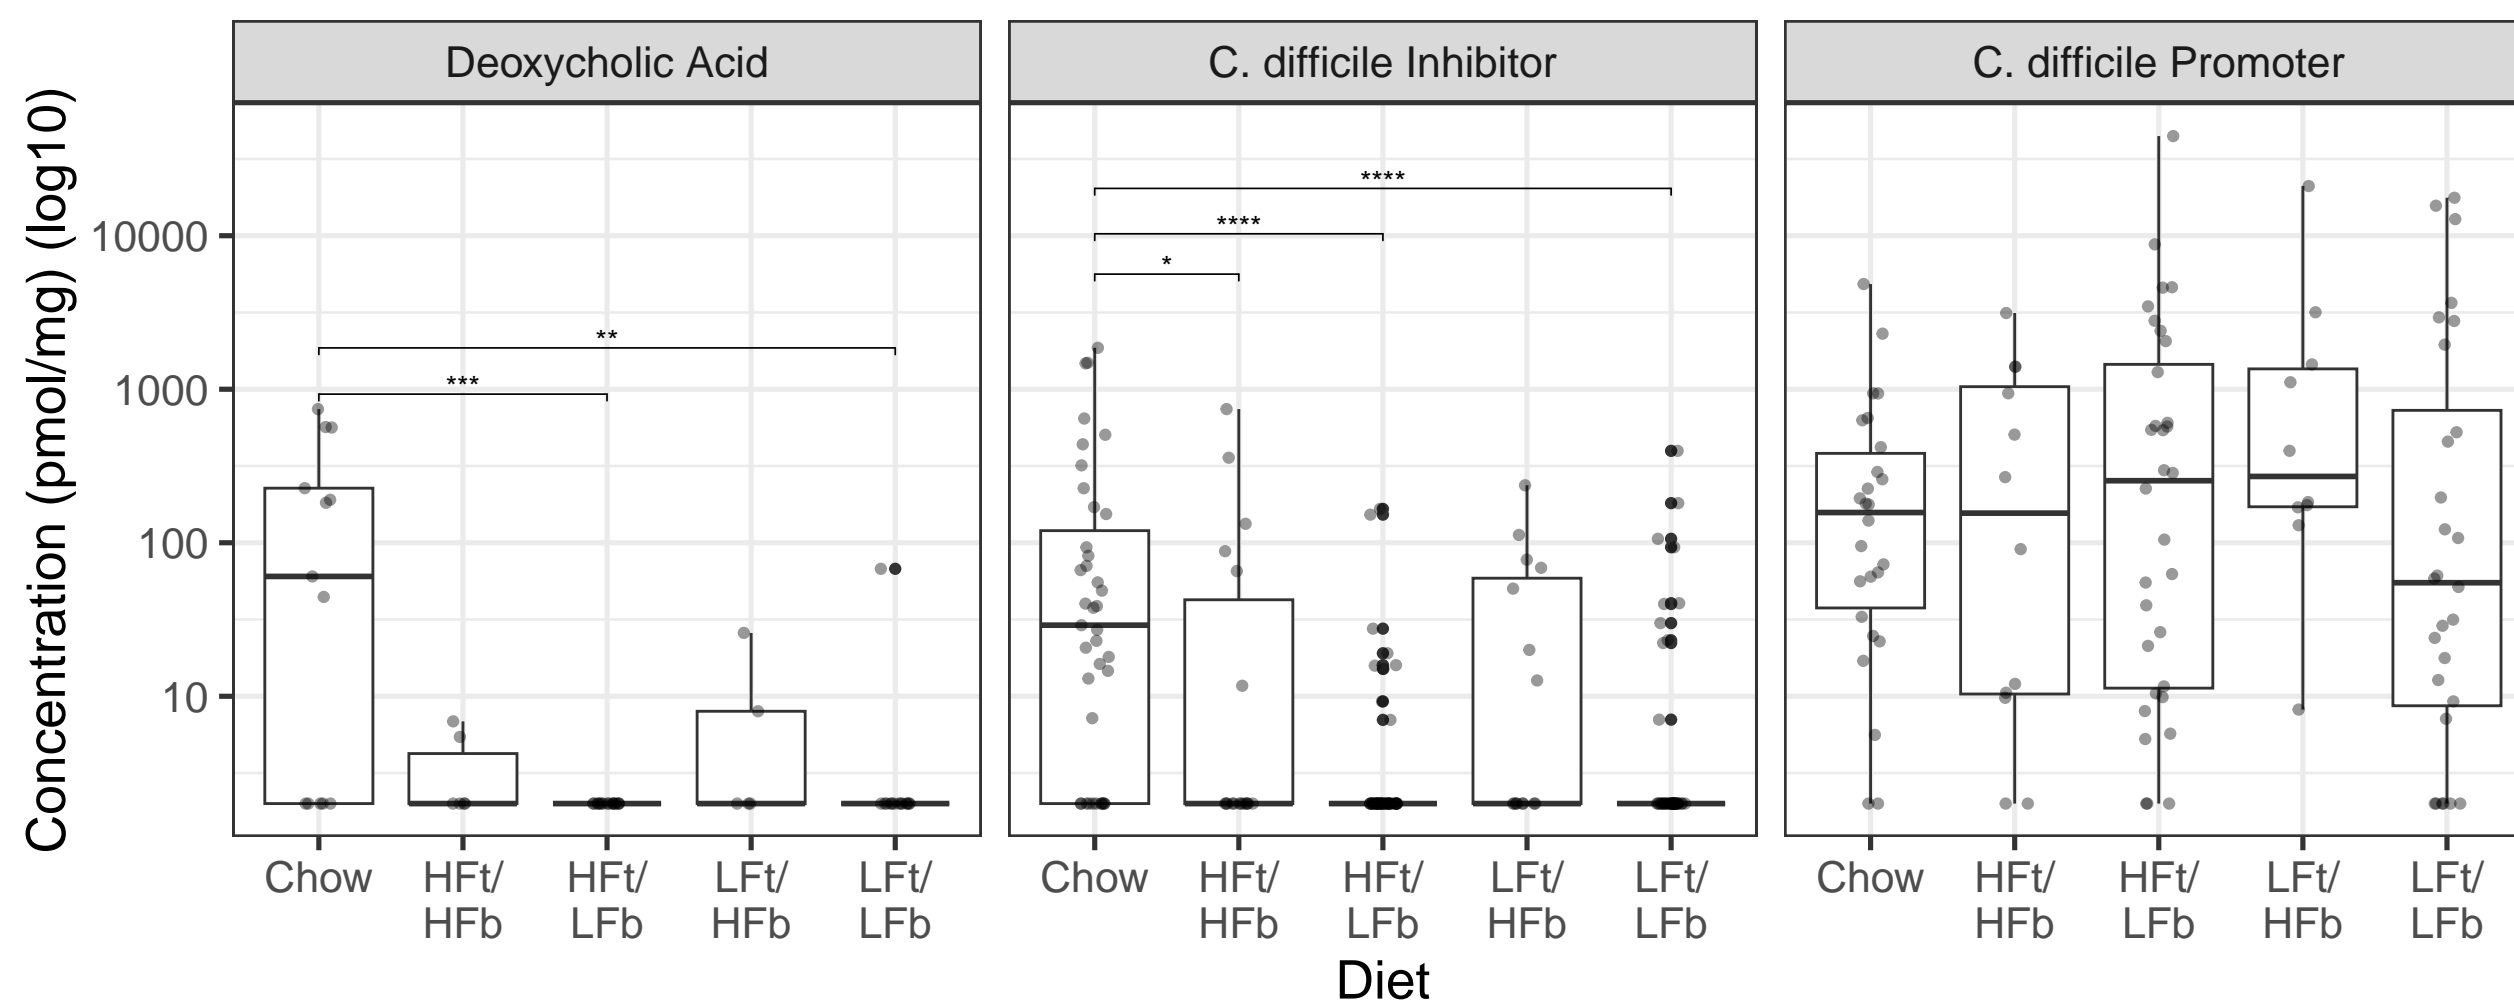 Deoxycholic Acid
C. difficile Inhibitor
C. difficile Promoter
Concentration (pmol/mg) (log10)
10000
1000
100
10
**
***
****
****
*
Chow
HFt/
HFb
HFt/
LFb
LFt/
HFb
LFt/
LFb
Chow
HFt/
HFb
HFt/
LFb
LFt/
HFb
LFt/
LFb
Chow
HFt/
HFb
HFt/
LFb
LFt/
HFb
LFt/
LFb
Diet